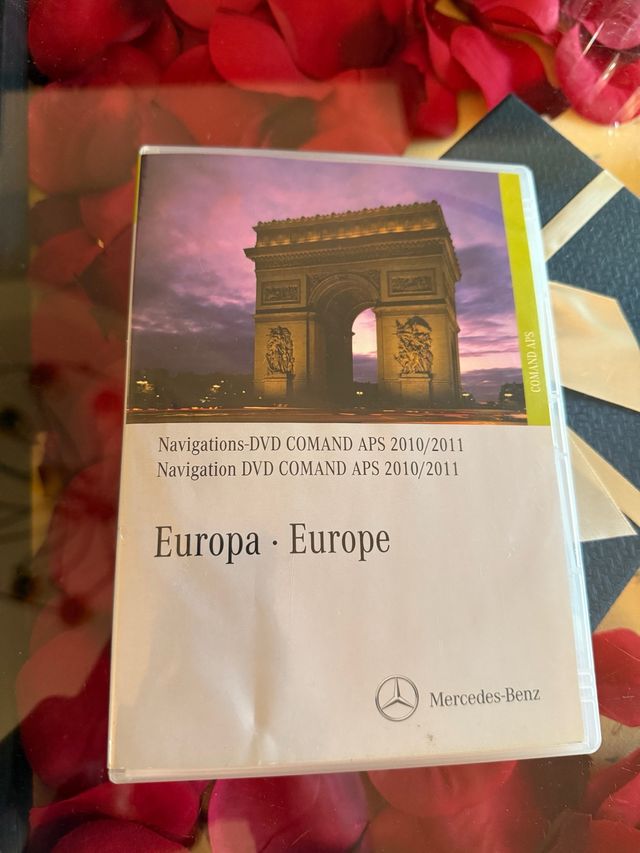 COMAND APS
Navigations-DVD COMAND APS 2010/2011
Navigation DVD COMAND APS 2010/2011
Europa · Europe
Mercedes-Benz